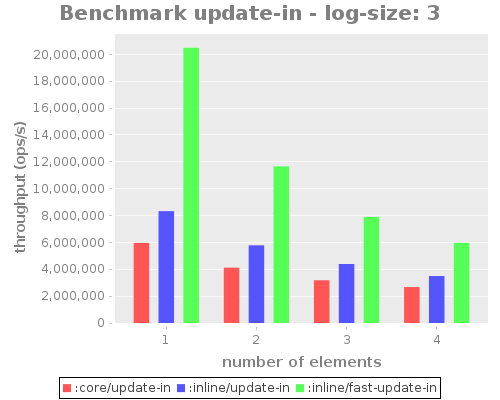 Benchmark update-in - log-size: 3
throughput (ops/s)
20,000,000
18,000,000
16,000,000
14,000,000
12,000,000
10,000,000
8,000,000
6,000,000
4,000,000
2,000,000
0
1 2 3 4
number of elements
:core/update-in :inline/update-in :inline/fast-update-in